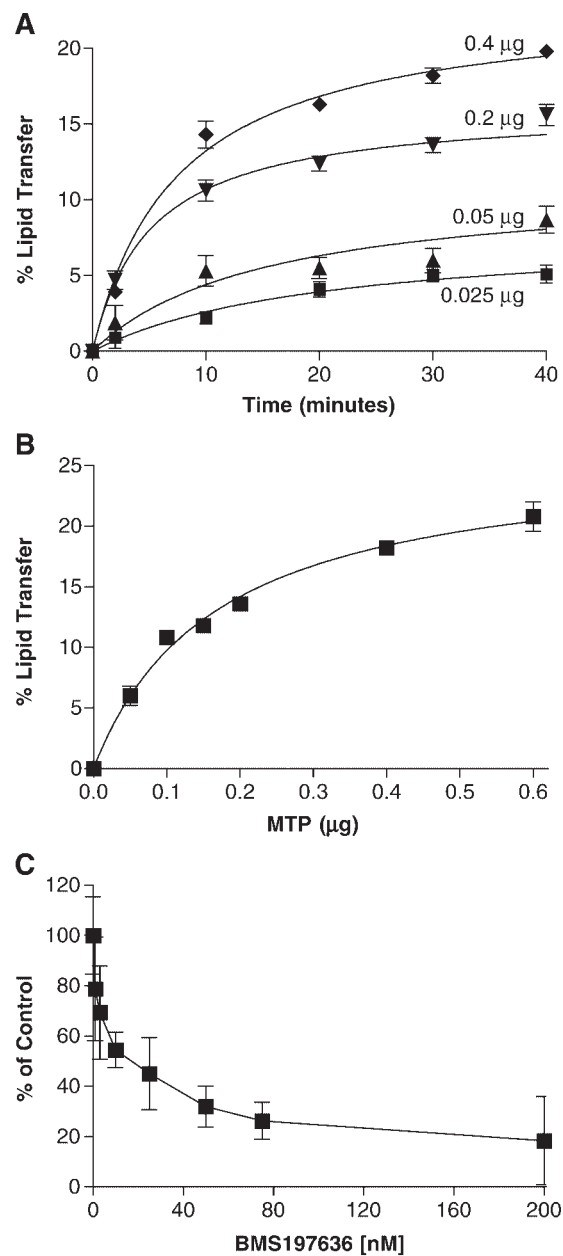 A
% Lipid Transfer
20
15
10
5
0
0.4 μg
0.2 μg
0.05 μg
0.025 μg
0 10 20 30 40
Time (minutes)
B
% Lipid Transfer
25
20
15
10
5
0
0.0 0.1 0.2 0.3 0.4 0.5 0.6
MTP (μg)
C
% of Control
120
100
80
60
40
20
0
0 40 80 120 160 200
BMS197636 [nM]